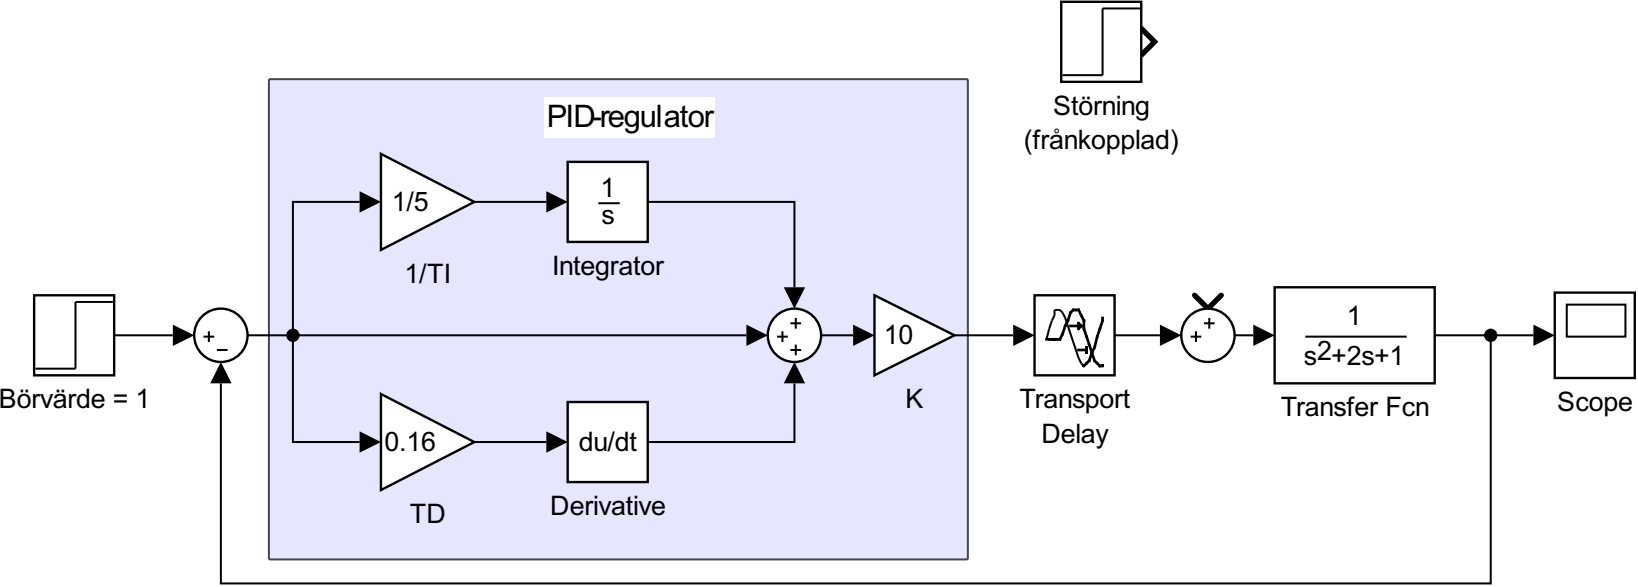 Störning
(frånkopplad)
PID-regulator
1/5
1/TI
1
s
Integrator
+
−
Börvärde = 1
+
+
+
10
K
Transport
Delay
+
+
1
s2+2s+1
Transfer Fcn
Scope
0.16
TD
du/dt
Derivative